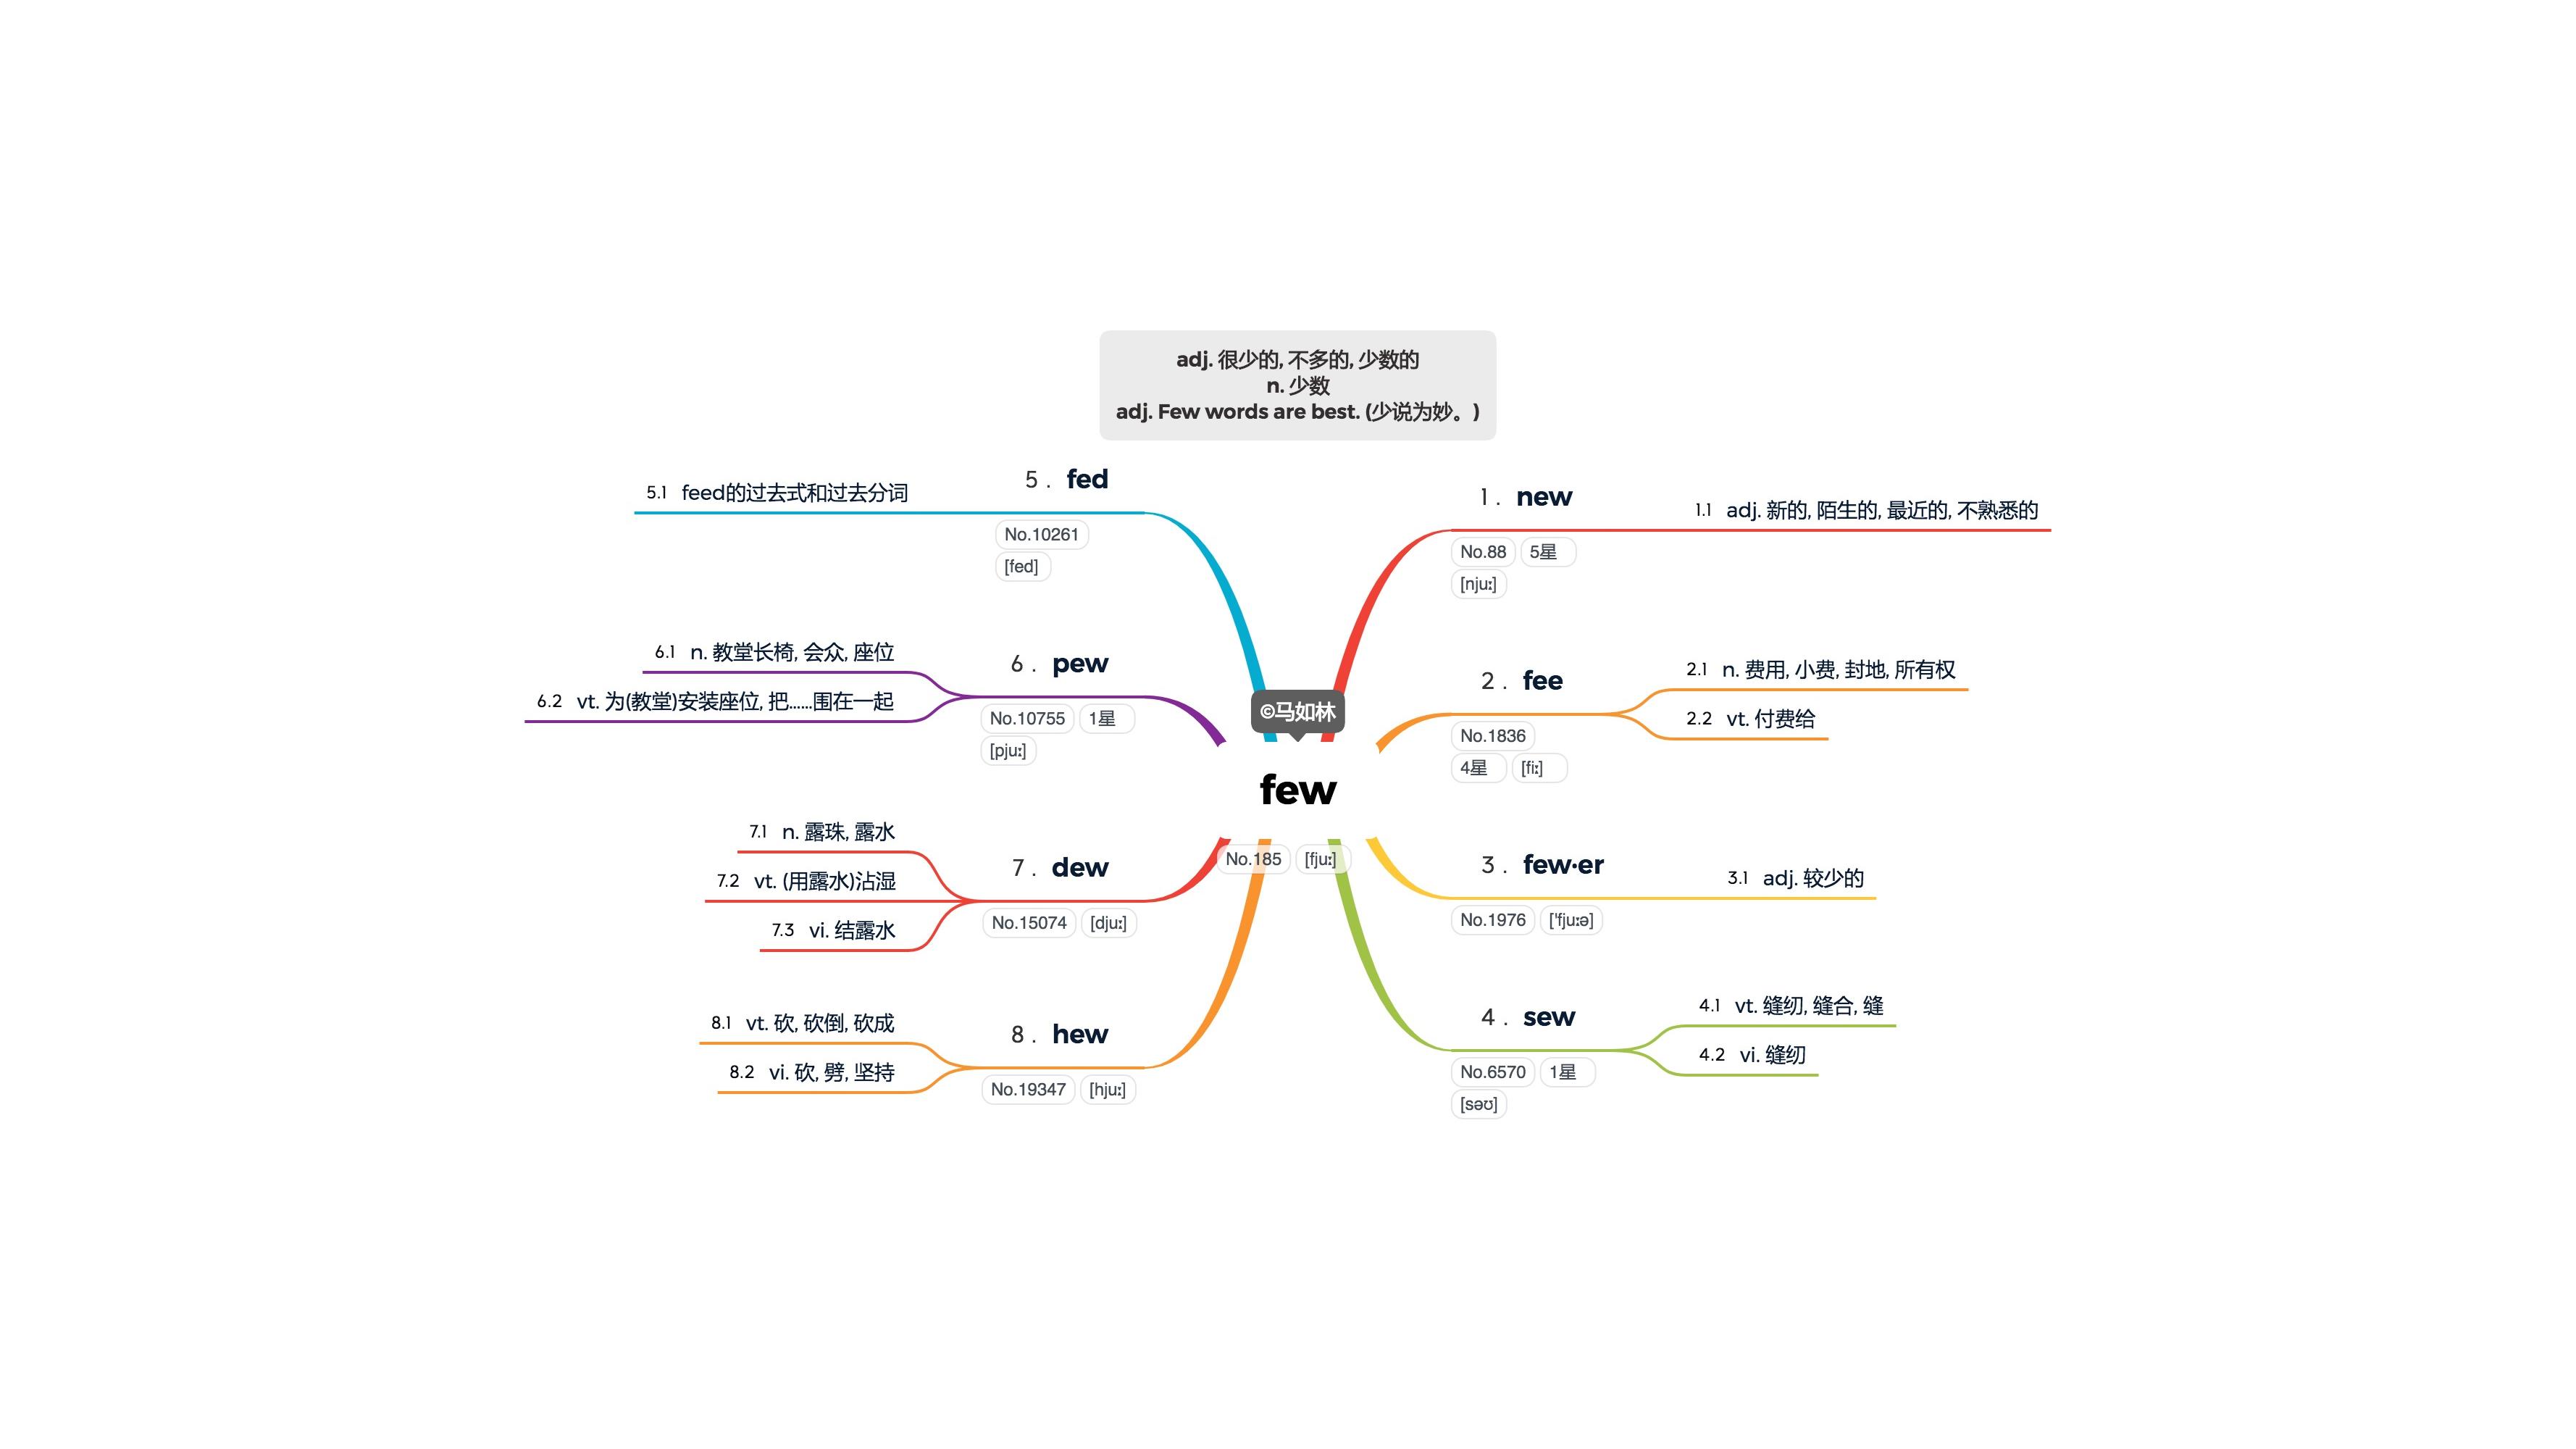 adj. 很少的, 不多的, 少数的
n. 少数
adj. Few words are best. (少说为妙。)
©马如林
few
No.185 [fjuː]
1. new
No.88 5星
[njuː]
1.1 adj. 新的, 陌生的, 最近的, 不熟悉的
2. fee
No.1836
4星 [fiː]
2.1 n. 费用, 小费, 封地, 所有权
2.2 vt. 付费给
3. few·er
No.1976 ['fjuːə]
3.1 adj. 较少的
4. sew
No.6570 1星
[səʊ]
4.1 vt. 缝纫, 缝合, 缝
4.2 vi. 缝纫
5. fed
No.10261
[fed]
5.1 feed的过去式和过去分词
6. pew
No.10755 1星
[pjuː]
6.1 n. 教堂长椅, 会众, 座位
6.2 vt. 为(教堂)安装座位, 把……围在一起
7. dew
No.15074 [djuː]
7.1 n. 露珠, 露水
7.2 vt. (用露水)沾湿
7.3 vi. 结露水
8. hew
No.19347 [hjuː]
8.1 vt. 砍, 砍倒, 砍成
8.2 vi. 砍, 劈, 坚持